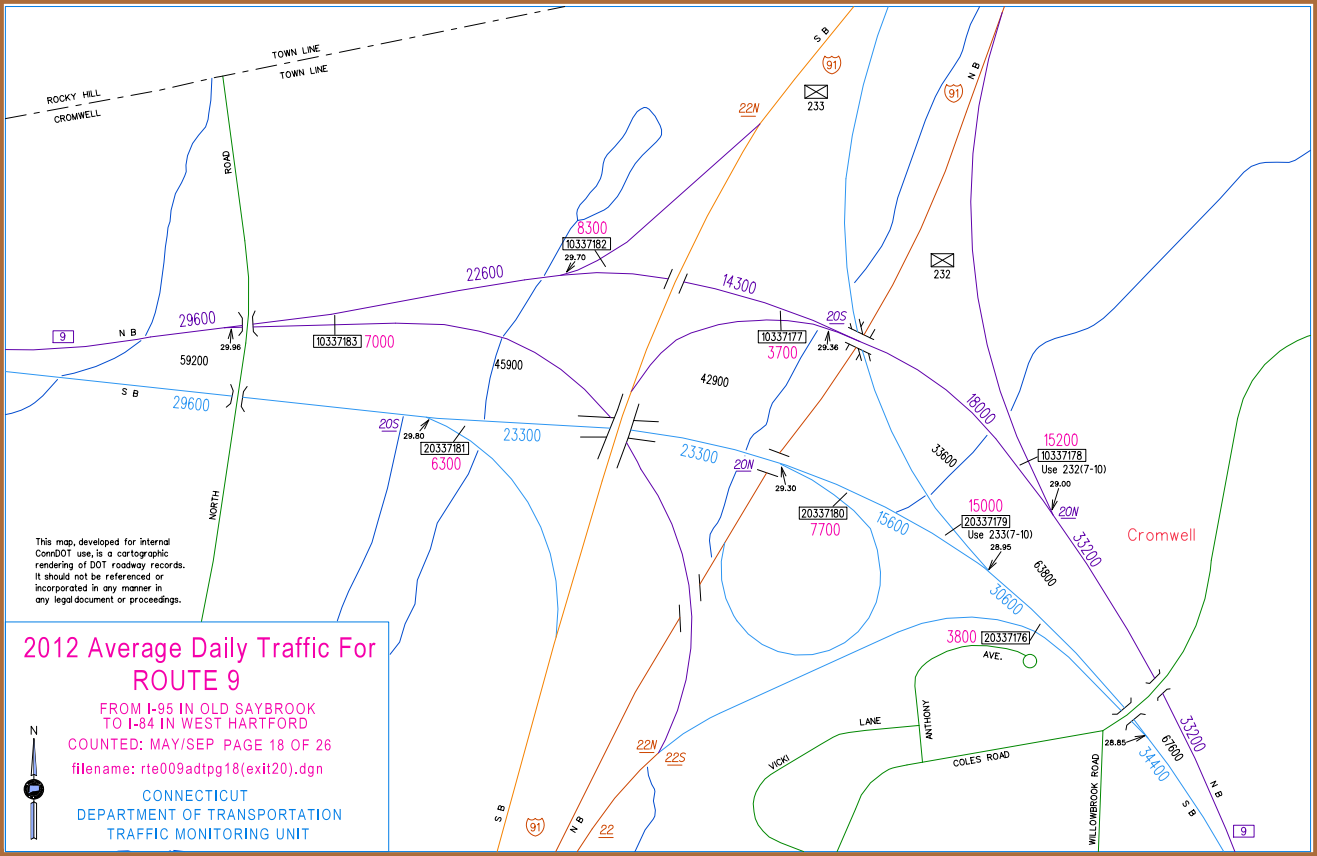 TOWN LINE
TOWN LINE
ROCKY HILL
CROMWELL
ROAD
S B
91
233
22N
N B
91
8300
10337182
29.70
232
22600
14300
9
N B
29600
29.96
10337183
7000
20S
10337177
3700
29.36
59200
45900
42900
S B
29600
20S
29.80
23300
20337181
6300
23300
20N
29.30
20337180
7700
18000
33600
15200
10337178
Use 232(7-10)
29.00
20N
15600
15000
20337179
Use 233(7-10)
28.95
33200
Cromwell
63800
30600
NORTH
This map, developed for internal
ConnDOT use, is a cartographic
rendering of DOT roadway records.
It should not be referenced or
incorporated in any manner in
any legal document or proceedings.
3800
20337176
AVE.
ANTHONY
LANE
VICKI
COLES ROAD
WILLOWBROOK ROAD
28.85
67600
33200
34400
N B
S B
9
22N
22S
S B
91
N B
22
2012 Average Daily Traffic For
ROUTE 9
FROM I-95 IN OLD SAYBROOK
TO I-84 IN WEST HARTFORD
COUNTED: MAY/SEP PAGE 18 OF 26
filename: rte009adtpg18(exit20).dgn
CONNECTICUT
DEPARTMENT OF TRANSPORTATION
TRAFFIC MONITORING UNIT
N